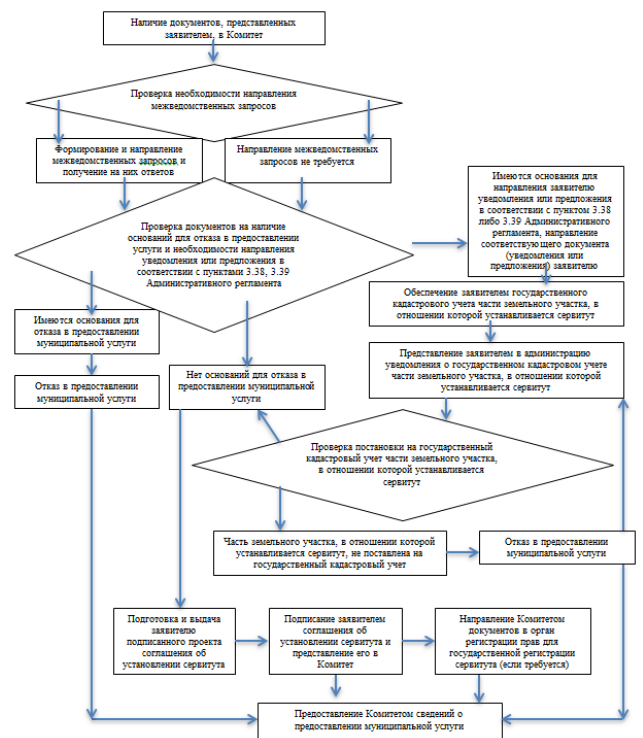 Наличие документов, представленных
заявителем, в Комитет
Проверка необходимости направления
межведомственных запросов
Формирование и направление
межведомственных запросов, и
получение на них ответов
Направление межведомственных
запросов не требуется
Имеются основания для
направления заявителю
уведомления или предложения
в соответствии с пунктом 3.38
либо 3.39 Административного
регламента, направление
соответствующего документа
(уведомления или
предложения) заявителю
Проверка документов на наличие
оснований для отказа в предоставлении
услуги и необходимости направления
уведомления или предложения в
соответствии с пунктами 3.38, 3.39
Административного регламента
Обеспечение заявителем государственного
кадастрового учета части земельного участка, в
отношении которой устанавливается сервитут
Имеются основания для
отказа в предоставлении
муниципальной услуги
Представление заявителем в администрацию
уведомления о государственном кадастровом учете
части земельного участка, в отношении которой
устанавливается сервитут
Отказ в предоставлении
муниципальной услуги
Нет оснований для отказа в
предоставлении муниципальной
услуги
Проверка постановки на государственный
кадастровый учет части земельного участка,
в отношении которой устанавливается
сервитут
Часть земельного участка, в отношении которой
устанавливается сервитут, не поставлена на
государственный кадастровый учет
Отказ в предоставлении
муниципальной услуги
Подготовка и выдача
заявителю
подписанного проекта
соглашения об
установлении сервитута
Подписание заявителем
соглашения об
установлении сервитута и
представление его в
Комитет
Направление Комитетом
документов в орган
регистрации прав для
государственной регистрации
сервитута (если требуется)
Предоставление Комитетом сведений о
предоставлении муниципальной услуги